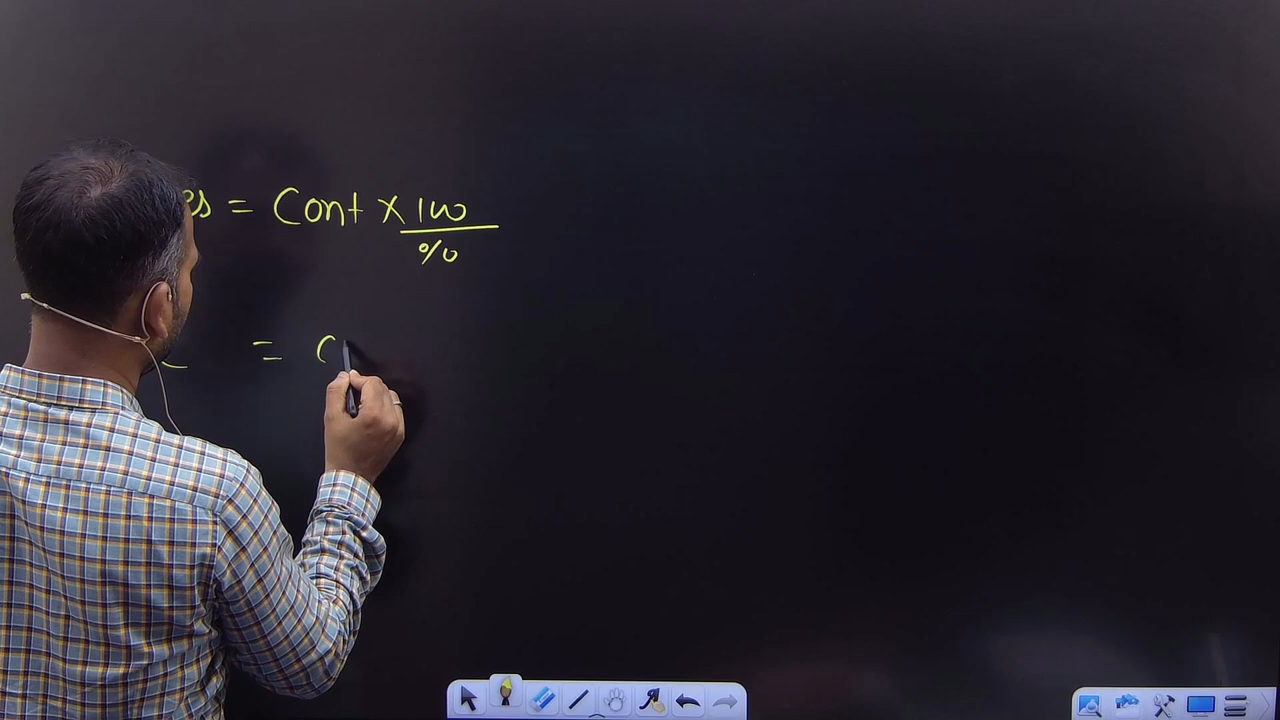 es = Cont × 100
%
= C